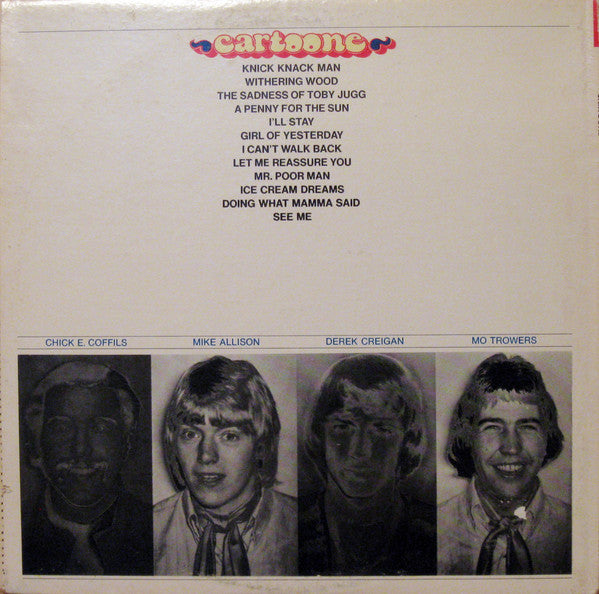 cartoone
KNICK KNACK MAN
WITHERING WOOD
THE SADNESS OF TOBY JUGG
A PENNY FOR THE SUN
I'LL STAY
GIRL OF YESTERDAY
I CAN'T WALK BACK
LET ME REASSURE YOU
MR. POOR MAN
ICE CREAM DREAMS
DOING WHAT MAMMA SAID
SEE ME
CHICK E. COFFILS MIKE ALLISON DEREK CREIGAN MO TROWERS